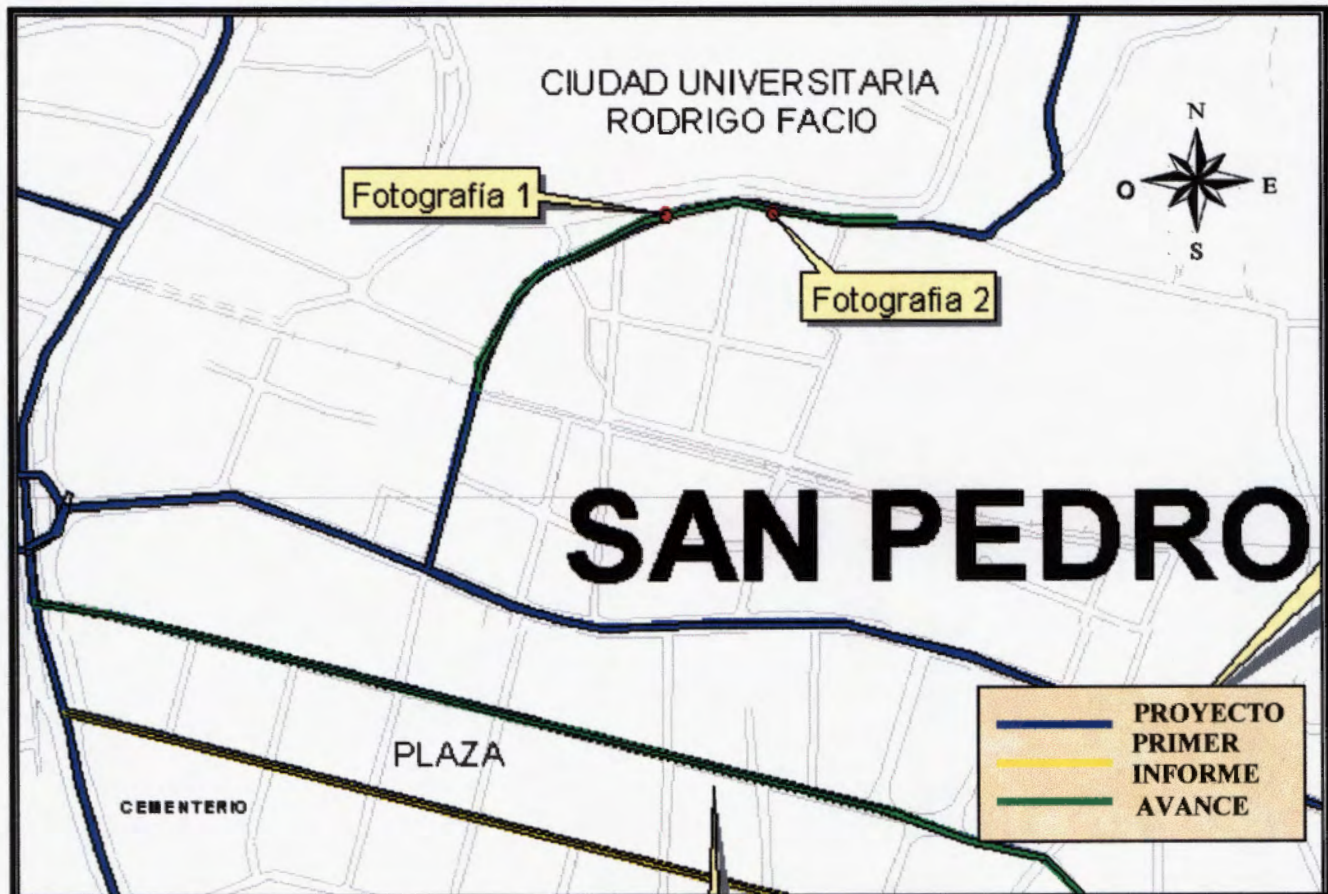 CIUDAD UNIVERSITARIA
RODRIGO FACIO
N
O
E
S
Fotografía 1
Fotografia 2
SAN PEDRO
PLAZA
CEMENTERIO
PROYECTO
PRIMER
INFORME
AVANCE